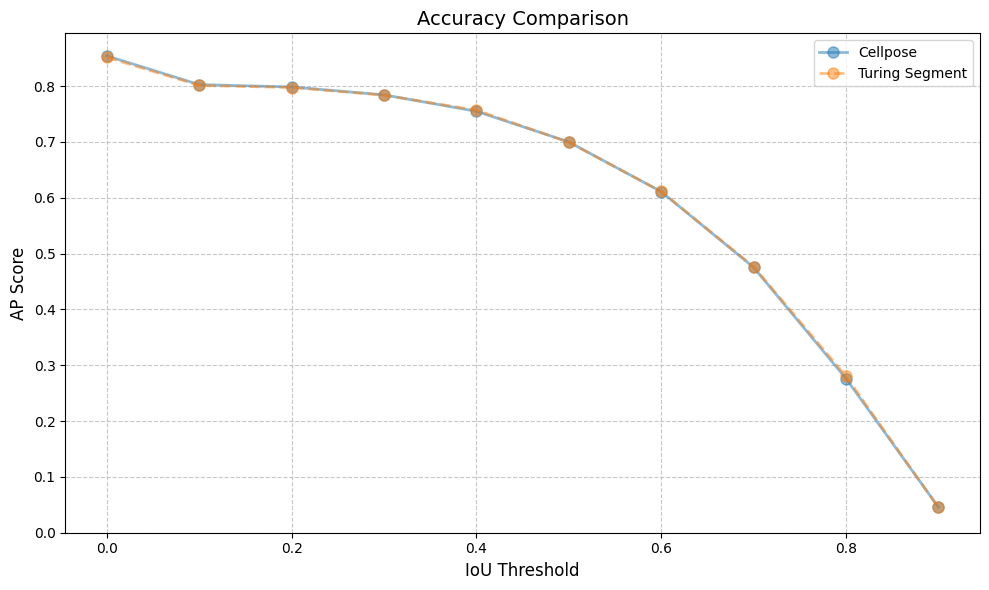 Accuracy Comparison
Cellpose
Turing Segment
AP Score
0.8
0.7
0.6
0.5
0.4
0.3
0.2
0.1
0.0
0.0 0.2 0.4 0.6 0.8
IoU Threshold